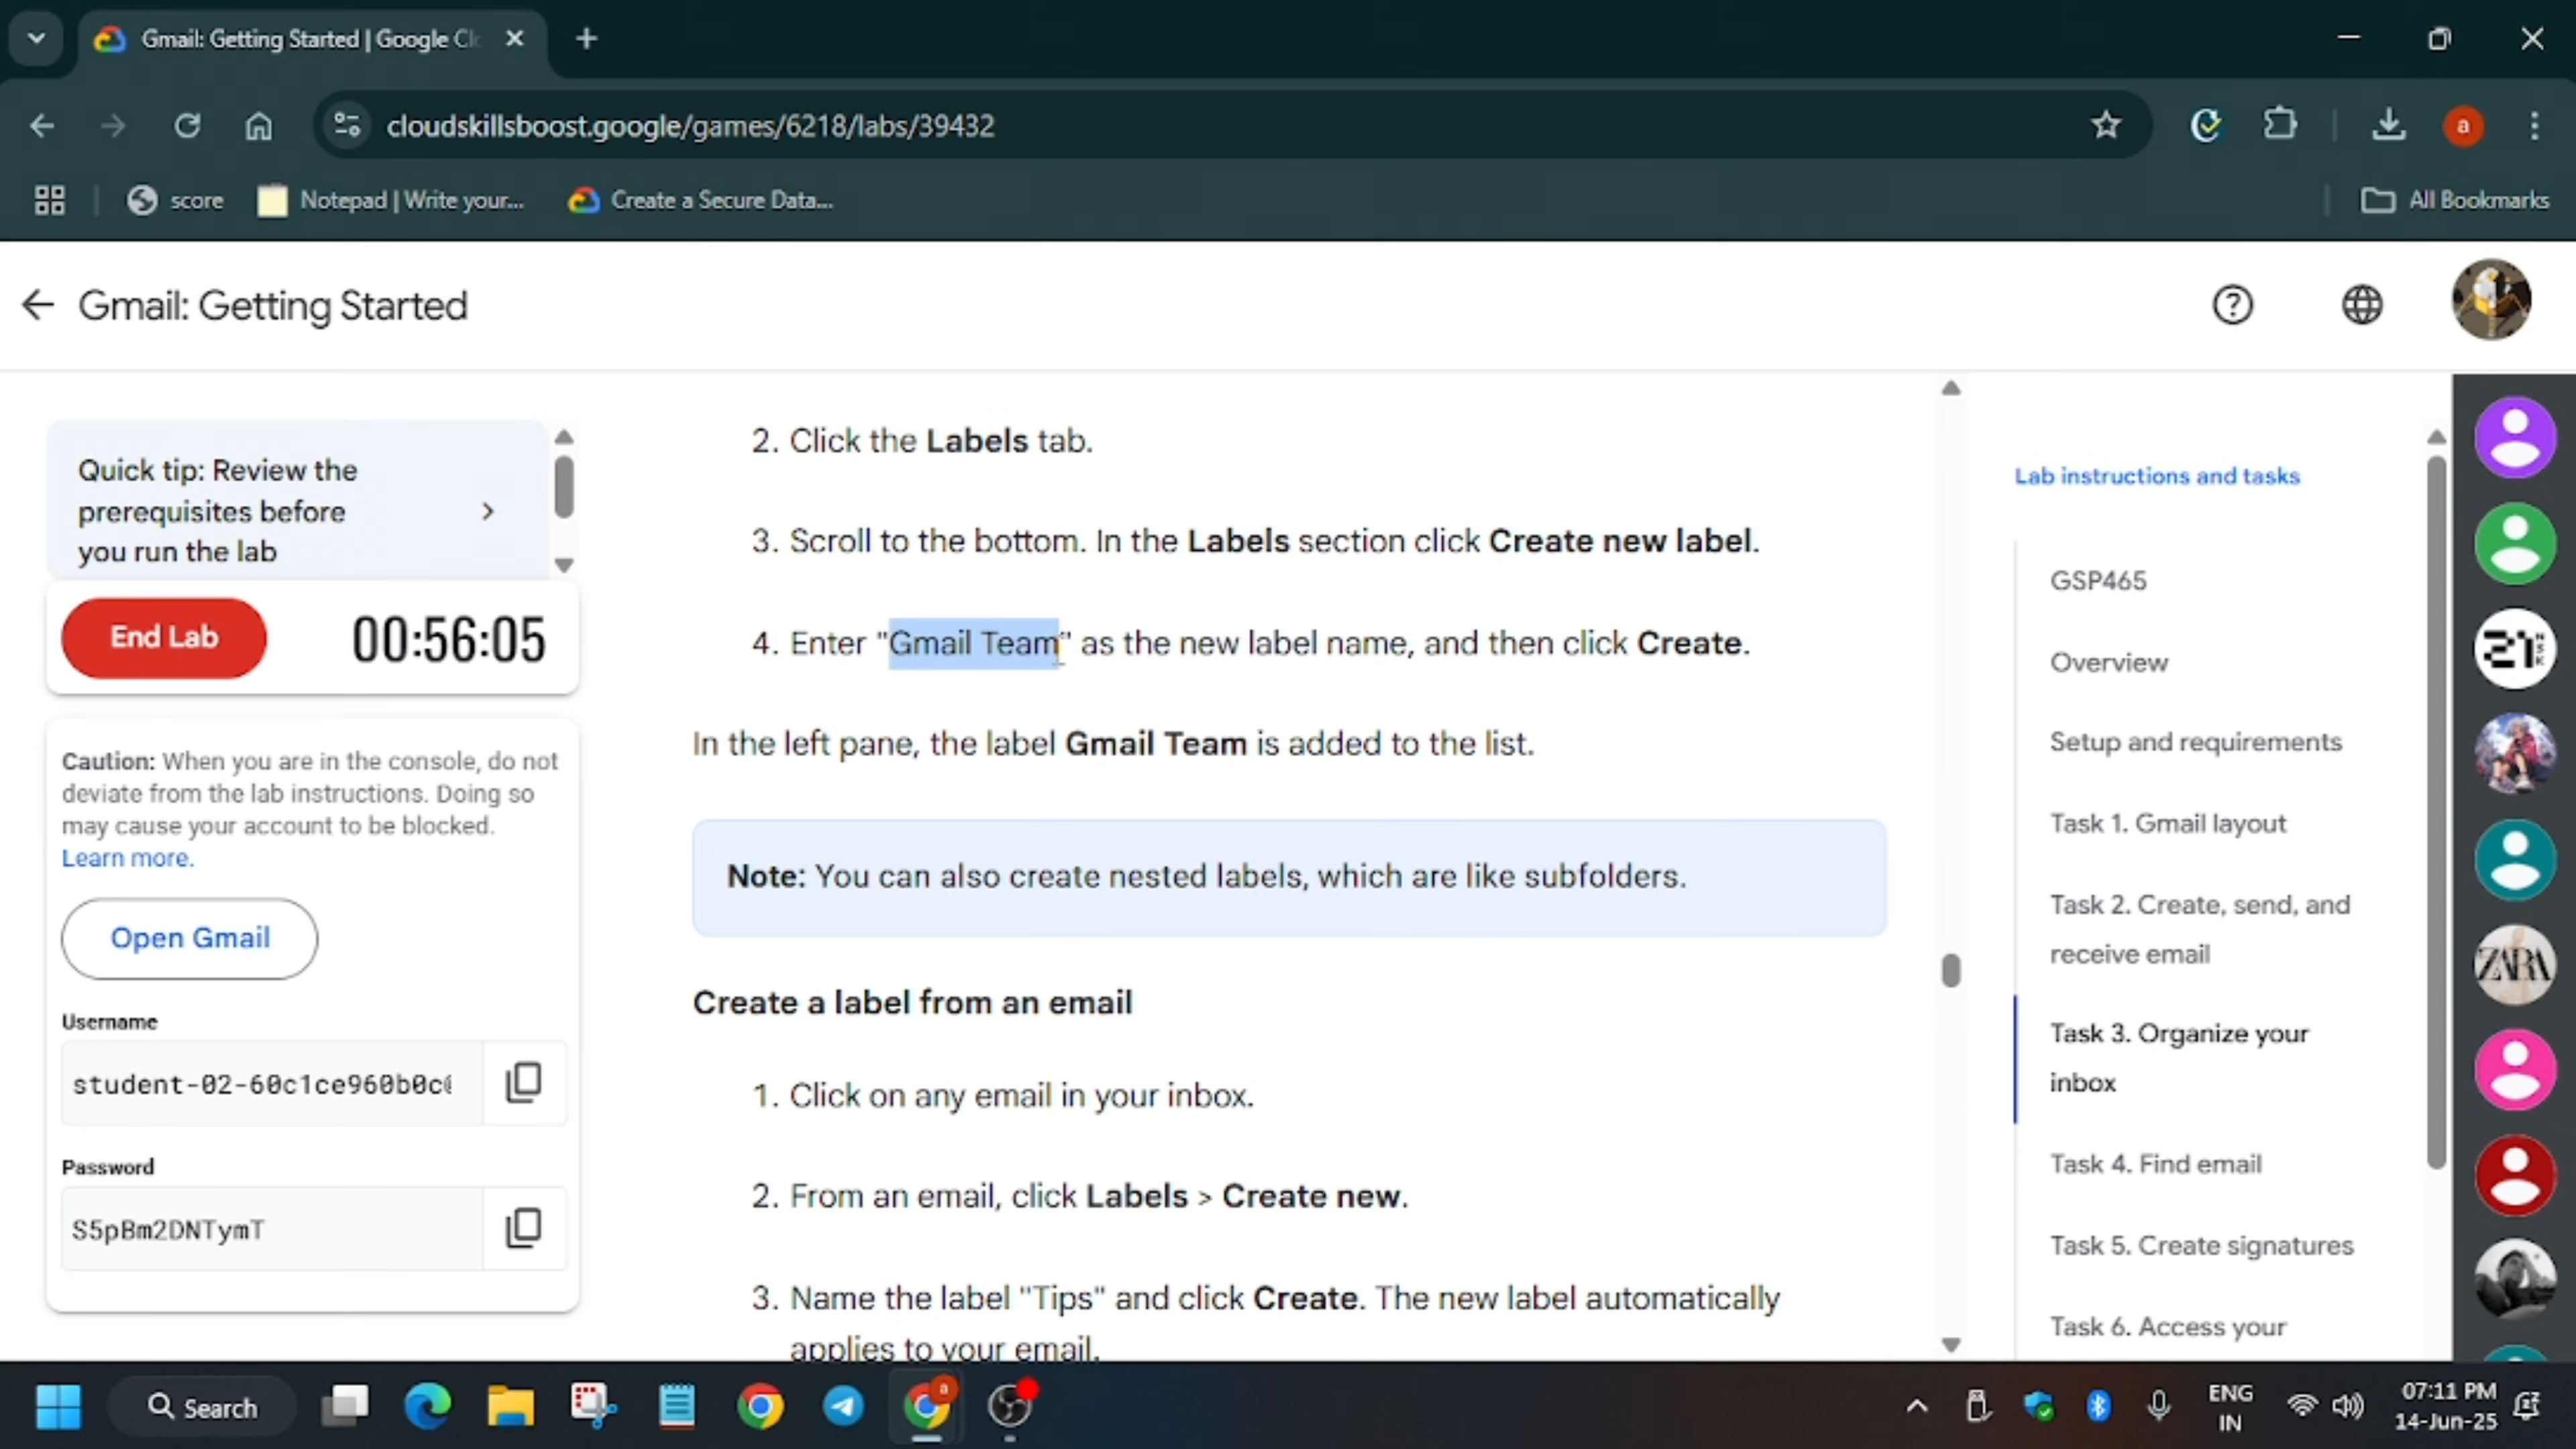 Gmail: Getting Started | Google Cl
cloudskillsboost.google/games/6218/labs/39432
a
score
Notepad | Write your...
Create a Secure Data...
All Bookmarks
Gmail: Getting Started
Quick tip: Review the
prerequisites before
you run the lab
End Lab
00:56:05
Caution: When you are in the console, do not
deviate from the lab instructions. Doing so
may cause your account to be blocked.
Learn more.
Open Gmail
Username
student-02-60c1ce960b0c
Password
S5pBm2DNTymT
2. Click the Labels tab.
3. Scroll to the bottom. In the Labels section click Create new label.
4. Enter "Gmail Team" as the new label name, and then click Create.
In the left pane, the label Gmail Team is added to the list.
Note: You can also create nested labels, which are like subfolders.
Create a label from an email
1. Click on any email in your inbox.
2. From an email, click Labels > Create new.
3. Name the label "Tips" and click Create. The new label automatically
applies to your email.
Lab instructions and tasks
GSP465
Overview
Setup and requirements
Task 1. Gmail layout
Task 2. Create, send, and
receive email
Task 3. Organize your
inbox
Task 4. Find email
Task 5. Create signatures
Task 6. Access your
21
ZARA
Search
a
ENG
IN
07:11 PM
14-Jun-25